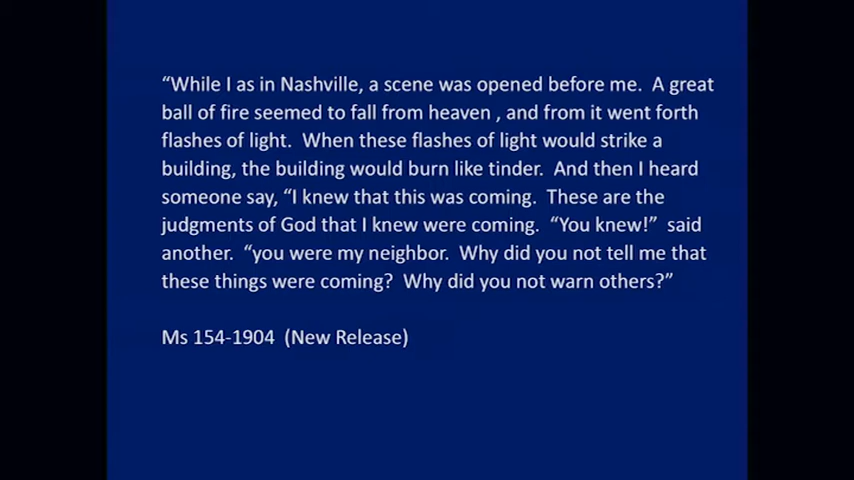 “While I as in Nashville, a scene was opened before me.  A great
ball of fire seemed to fall from heaven , and from it went forth
flashes of light.  When these flashes of light would strike a
building, the building would burn like tinder.  And then I heard
someone say, “I knew that this was coming.  These are the
judgments of God that I knew were coming.  “You knew!”  said
another.  “you were my neighbor.  Why did you not tell me that
these things were coming?  Why did you not warn others?”
Ms 154-1904  (New Release)